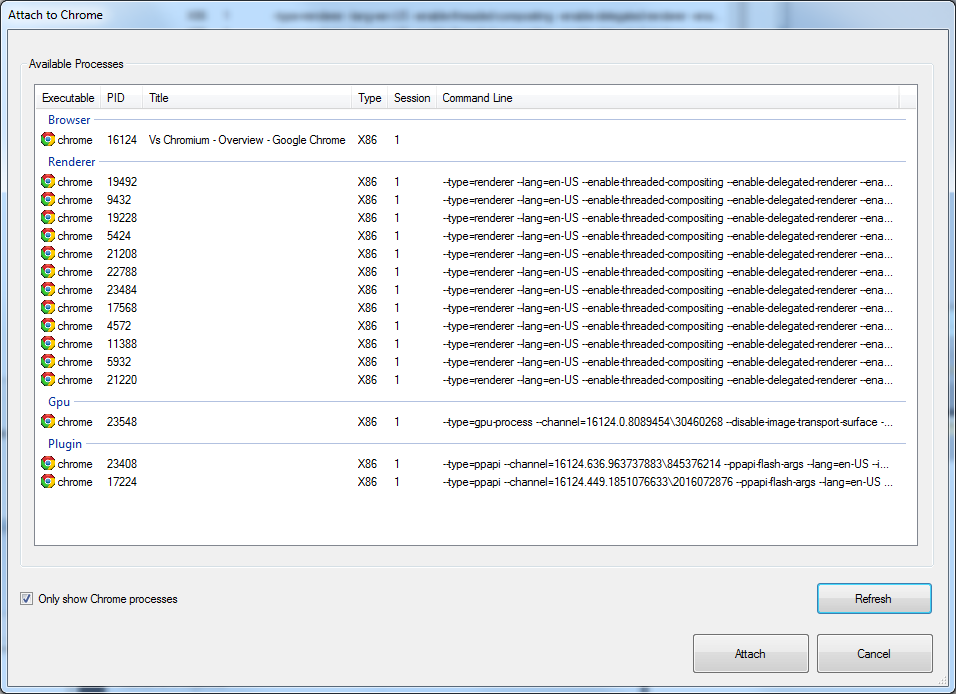 Attach to Chrome
Available Processes
Executable PID Title Type Session Command Line
Browser
chrome 16124 Vs Chromium - Overview - Google Chrome X86 1
Renderer
chrome 19492 X86 1 --type=renderer --lang=en-US --enable-threaded-compositing --enable-delegated-renderer --ena...
chrome 9432 X86 1 --type=renderer --lang=en-US --enable-threaded-compositing --enable-delegated-renderer --ena...
chrome 19228 X86 1 --type=renderer --lang=en-US --enable-threaded-compositing --enable-delegated-renderer --ena...
chrome 5424 X86 1 --type=renderer --lang=en-US --enable-threaded-compositing --enable-delegated-renderer --ena...
chrome 21208 X86 1 --type=renderer --lang=en-US --enable-threaded-compositing --enable-delegated-renderer --ena...
chrome 22788 X86 1 --type=renderer --lang=en-US --enable-threaded-compositing --enable-delegated-renderer --ena...
chrome 23484 X86 1 --type=renderer --lang=en-US --enable-threaded-compositing --enable-delegated-renderer --ena...
chrome 17568 X86 1 --type=renderer --lang=en-US --enable-threaded-compositing --enable-delegated-renderer --ena...
chrome 4572 X86 1 --type=renderer --lang=en-US --enable-threaded-compositing --enable-delegated-renderer --ena...
chrome 11388 X86 1 --type=renderer --lang=en-US --enable-threaded-compositing --enable-delegated-renderer --ena...
chrome 5932 X86 1 --type=renderer --lang=en-US --enable-threaded-compositing --enable-delegated-renderer --ena...
chrome 21220 X86 1 --type=renderer --lang=en-US --enable-threaded-compositing --enable-delegated-renderer --ena...
Gpu
chrome 23548 X86 1 --type=gpu-process --channel=16124.0.8089454\30460268 --disable-image-transport-surface -...
Plugin
chrome 23408 X86 1 --type=ppapi --channel=16124.636.963737883\845376214 --ppapi-flash-args --lang=en-US --i...
chrome 17224 X86 1 --type=ppapi --channel=16124.449.1851076633\2016072876 --ppapi-flash-args --lang=en-US ...
Only show Chrome processes
Refresh
Attach
Cancel